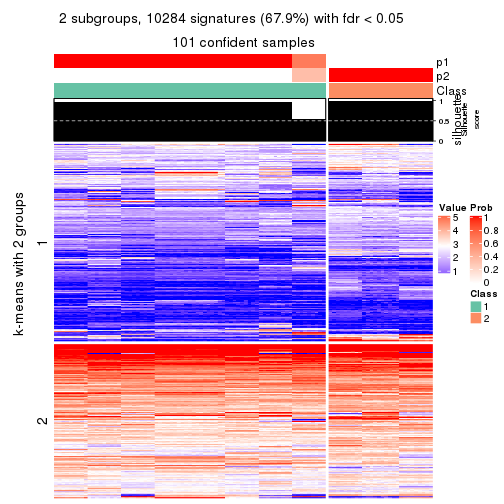 2 subgroups, 10284 signatures (67.9%) with fdr < 0.05
101 confident samples
p1
p2
Class
1
0.5
0
silhouette
Silhouette
score
k-means with 2 groups
1
2
Value
5
4
3
2
1
Prob
1
0.8
0.6
0.4
0.2
0
Class
1
2